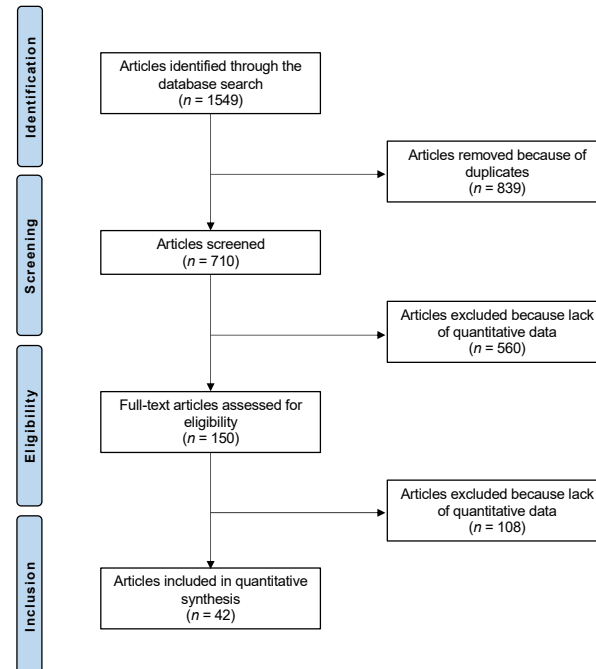 Identification
Articles identified through the
database search
(n = 1549)
Articles removed because of
duplicates
(n = 839)
Screening
Articles screened
(n = 710)
Articles excluded because lack
of quantitative data
(n = 560)
Eligibility
Full-text articles assessed for
eligibility
(n = 150)
Articles excluded because lack
of quantitative data
(n = 108)
Inclusion
Articles included in quantitative
synthesis
(n = 42)